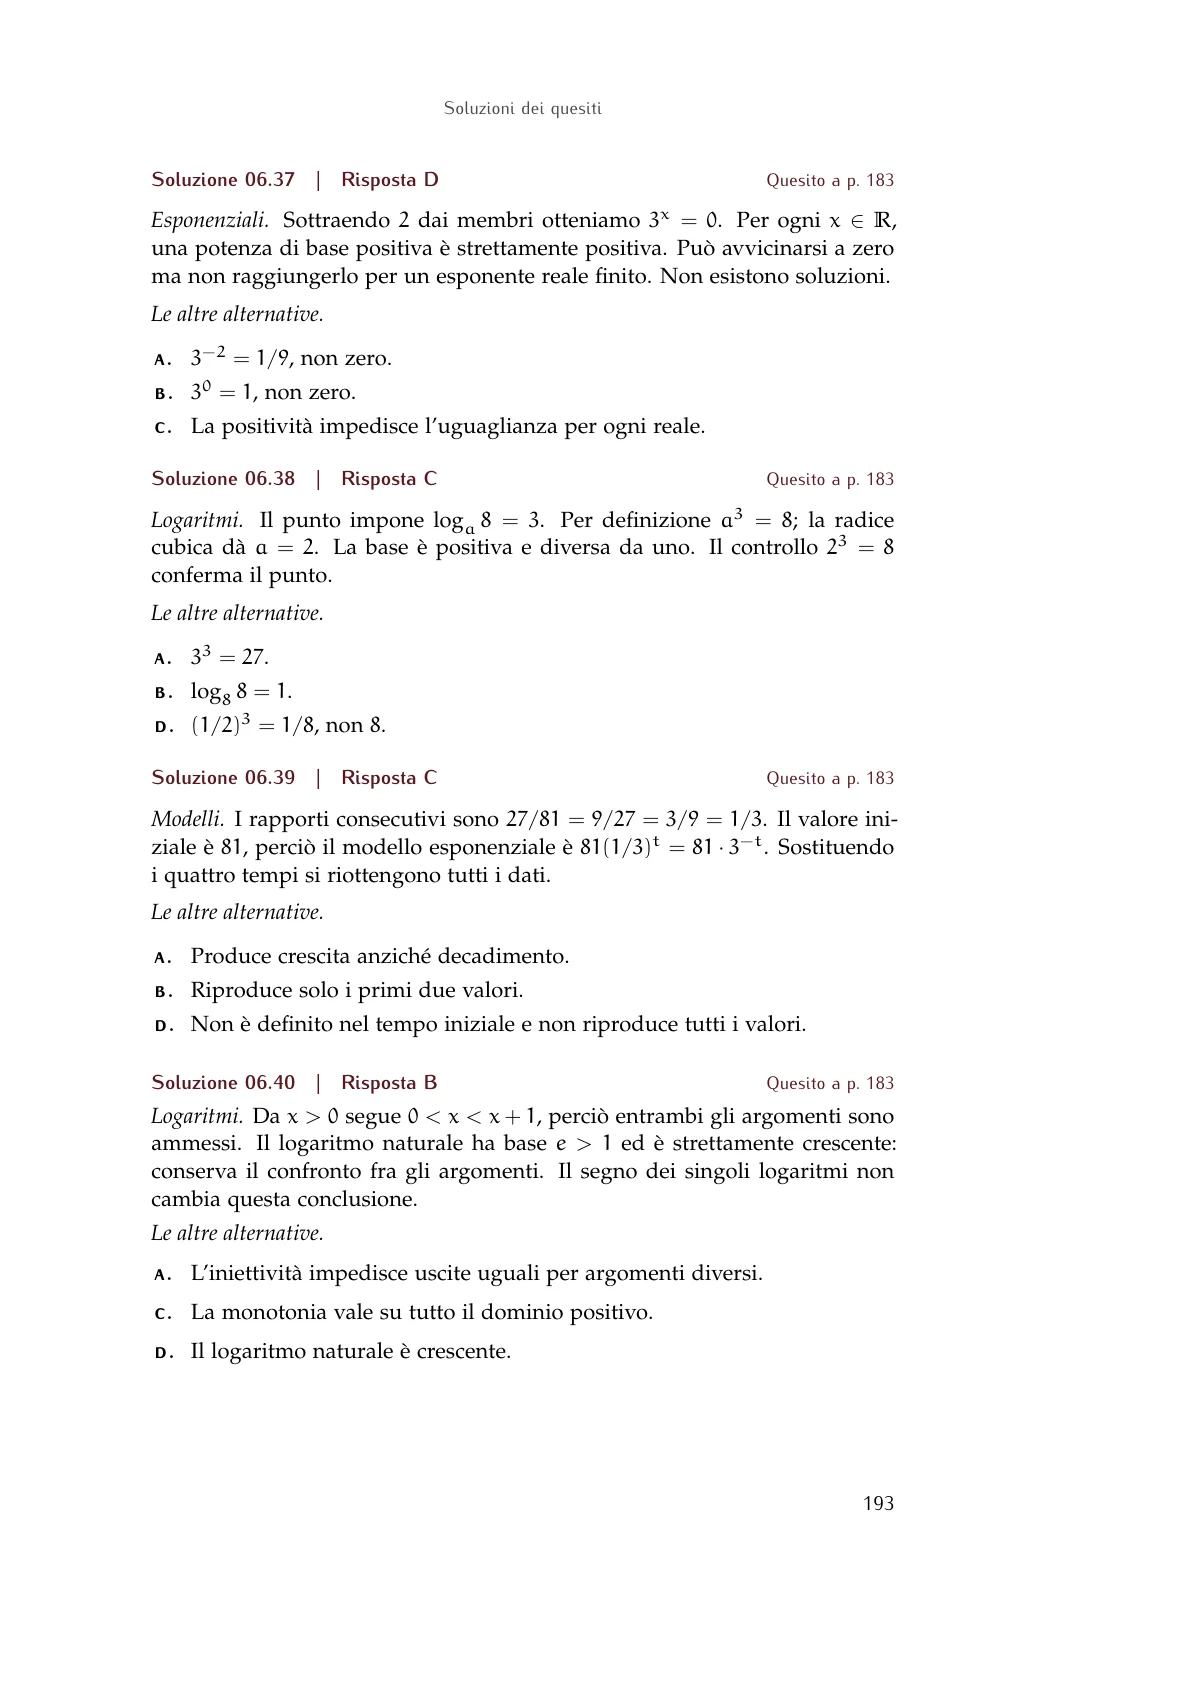 Soluzioni dei quesiti
Soluzione 06.37 | Risposta D Quesito a p. 183
Esponenziali. Sottraendo 2 dai membri otteniamo 3ˣ = 0. Per ogni x ∈ ℝ,
una potenza di base positiva è strettamente positiva. Può avvicinarsi a zero
ma non raggiungerlo per un esponente reale finito. Non esistono soluzioni.
Le altre alternative.
A. 3⁻² = 1/9, non zero.
B. 3⁰ = 1, non zero.
C. La positività impedisce l'uguaglianza per ogni reale.
Soluzione 06.38 | Risposta C Quesito a p. 183
Logaritmi. Il punto impone logₐ 8 = 3. Per definizione a³ = 8; la radice
cubica dà a = 2. La base è positiva e diversa da uno. Il controllo 2³ = 8
conferma il punto.
Le altre alternative.
A. 3³ = 27.
B. log₈ 8 = 1.
D. (1/2)³ = 1/8, non 8.
Soluzione 06.39 | Risposta C Quesito a p. 183
Modelli. I rapporti consecutivi sono 27/81 = 9/27 = 3/9 = 1/3. Il valore ini-
ziale è 81, perciò il modello esponenziale è 81(1/3)ᵗ = 81 · 3⁻ᵗ. Sostituendo
i quattro tempi si riottengono tutti i dati.
Le altre alternative.
A. Produce crescita anziché decadimento.
B. Riproduce solo i primi due valori.
D. Non è definito nel tempo iniziale e non riproduce tutti i valori.
Soluzione 06.40 | Risposta B Quesito a p. 183
Logaritmi. Da x > 0 segue 0 < x < x + 1, perciò entrambi gli argomenti sono
ammessi. Il logaritmo naturale ha base e > 1 ed è strettamente crescente:
conserva il confronto fra gli argomenti. Il segno dei singoli logaritmi non
cambia questa conclusione.
Le altre alternative.
A. L'iniettività impedisce uscite uguali per argomenti diversi.
C. La monotonia vale su tutto il dominio positivo.
D. Il logaritmo naturale è crescente.
193